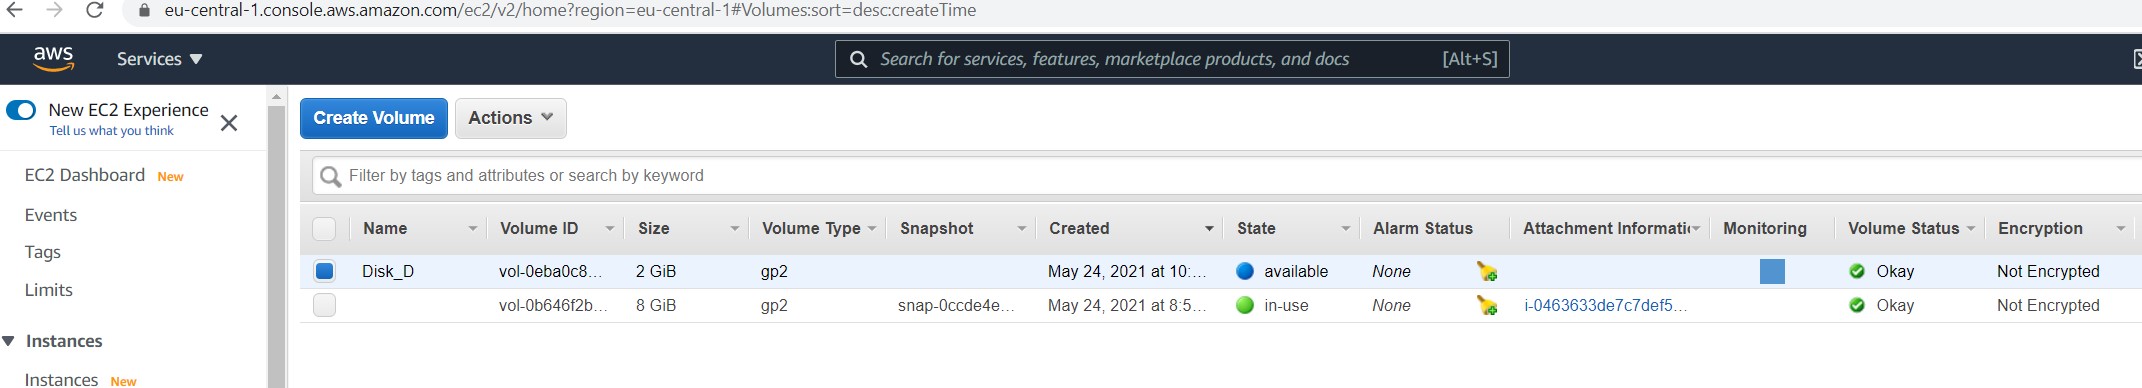 eu-central-1.console.aws.amazon.com/ec2/v2/home?region=eu-central-1#Volumes:sort=desc:createTime
aws Services Search for services, features, marketplace products, and docs [Alt+S]
New EC2 Experience
Tell us what you think
EC2 Dashboard New
Events
Tags
Limits
Instances
Instances New
Create Volume Actions
Filter by tags and attributes or search by keyword
Name Volume ID Size Volume Type Snapshot Created State Alarm Status Attachment Informati Monitoring Volume Status Encryption
Disk_D vol-0eba0c8... 2 GiB gp2 May 24, 2021 at 10:... available None Okay Not Encrypted
vol-0b646f2b... 8 GiB gp2 snap-0ccde4e... May 24, 2021 at 8:5... in-use None i-0463633de7c7def5... Okay Not Encrypted